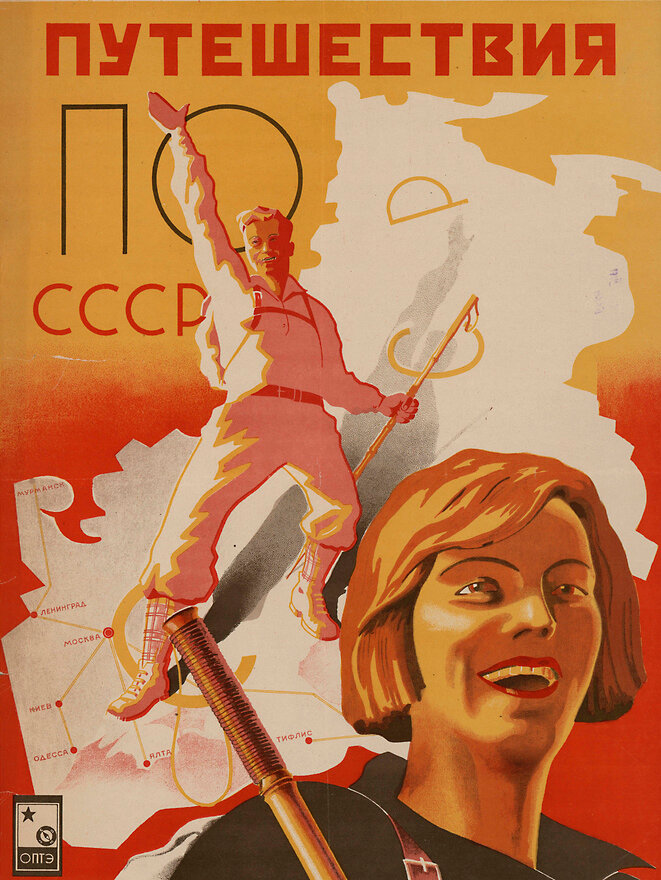 ПУТЕШЕСТВИЯ
ПО
СССР
МУРМАНСК
ЛЕНИНГРАД
МОСКВА
КИЕВ
ОДЕССА
ЯЛТА
ТИФЛИС
ОПТЭ